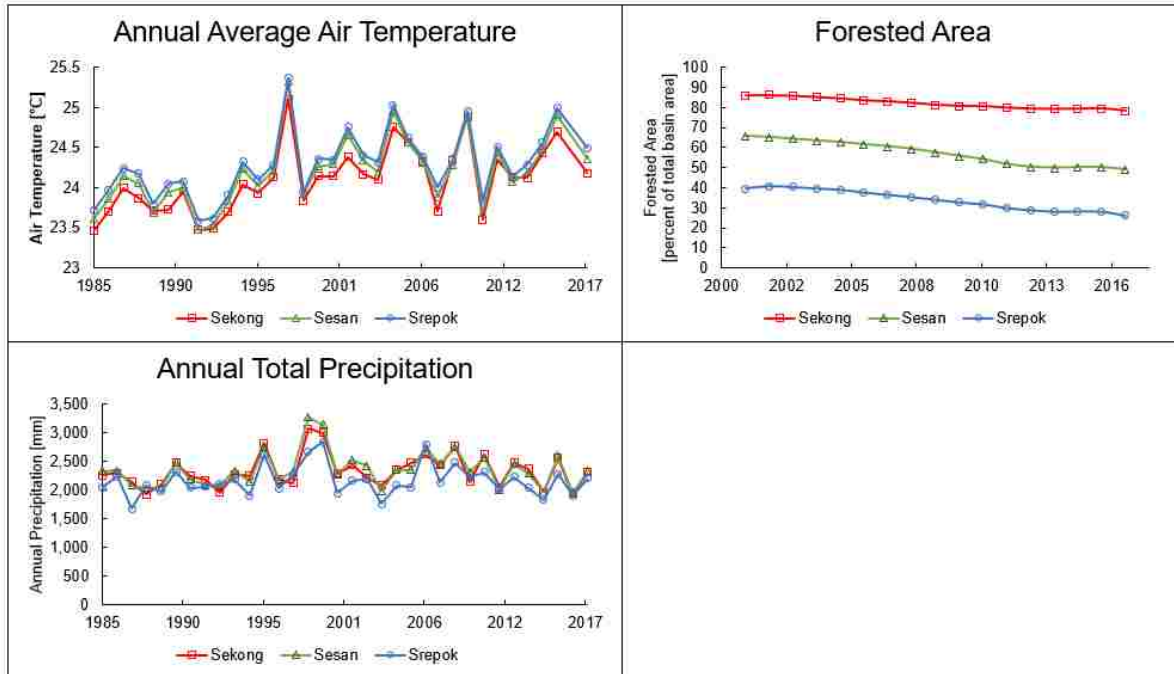 Annual Average Air Temperature
Air Temperature [°C]
25.5
25
24.5
24
23.5
23
1985 1990 1995 2001 2006 2012 2017
Sekong Sesan Srepok
Forested Area
Forested Area
[percent of total basin area]
100
90
80
70
60
50
40
30
20
10
0
2000 2002 2005 2008 2010 2013 2016
Sekong Sesan Srepok
Annual Total Precipitation
Annual Precipitation [mm]
3,500
3,000
2,500
2,000
1,500
1,000
500
0
1985 1990 1995 2001 2006 2012 2017
Sekong Sesan Srepok